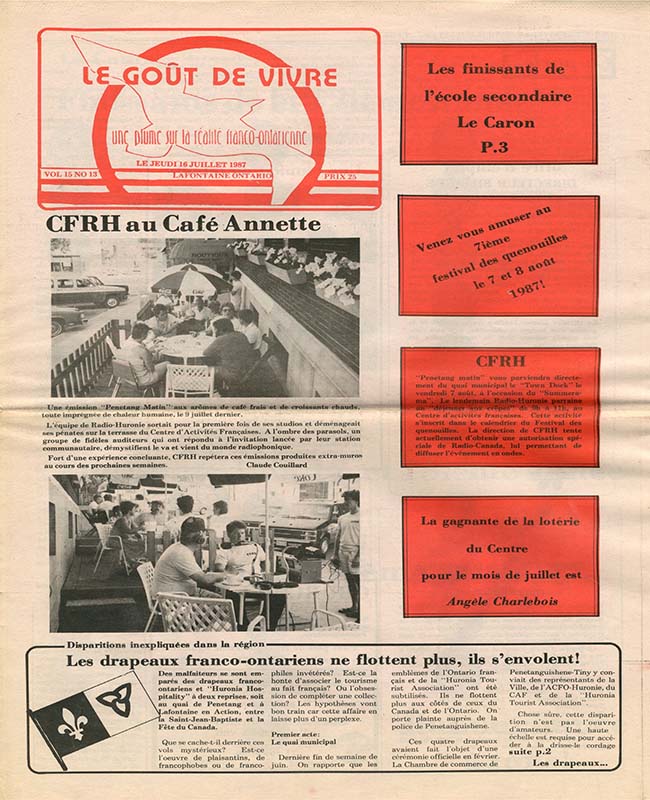 LE GOÛT DE VIVRE
une plume sur la réalité franco-ontarienne
LE JEUDI 16 JUILLET 1987
VOL 15 NO 13
LAFONTAINE ONTARIO
PRIX 25
Les finissants de
l'école secondaire
Le Caron
P.3
Venez vous amuser au
7ième
festival des quenouilles
le 7 et 8 août
1987!
CFRH
"Penetang matin" vous parviendra directe-
ment du quai municipal le "Town Dock" le
vendredi 7 août, à l'occasion du "Summera-
ma". Le lendemain Radio-Huronie parraine
un "déjeuner aux crêpes" de 9h à 11h, au
Centre d'activités françaises. Cette activité
s'inscrit dans le calendrier du Festival des
quenouilles. La direction de CFRH tente
actuellement d'obtenir une autorisation spé-
ciale de Radio-Canada, lui permettant de
diffuser l'événement en ondes.
La gagnante de la lotérie
du Centre
pour le mois de juillet est
Angèle Charlebois
CFRH au Café Annette
Une émission "Penetang Matin" aux arômes de café frais et de croissants chauds,
toute imprégnée de chaleur humaine, le 9 juillet dernier.
L'équipe de Radio-Huronie sortait pour la première fois de ses studios et déménageait
ses pénates sur la terrasse du Centre d'Activités Françaises. A l'ombre des parasols, un
groupe de fidèles auditeurs qui ont répondu à l'invitation lancée par leur station
communautaire, démystifient le va et vient du monde radiophonique.
Fort d'une expérience concluante, CFRH repétera ces émissions produites extra-muros
au cours des prochaines semaines.
Claude Couillard
Coke
Disparitions inexpliquées dans la région
Les drapeaux franco-ontariens ne flottent plus, ils s'envolent!
Des malfaiteurs se sont em-
parés des drapeaux franco-
ontariens et "Huronia Hos-
pitality" à deux reprises, soit
au quai de Penetang et à
Lafontaine en Action, entre
la Saint-Jean-Baptiste et la
Fête du Canada.
Que se cache-t-il derrière ces
vols mystérieux? Est-ce
l'oeuvre de plaisantins, de
francophobes ou de franco-
philes invétérés? Est-ce la
honte d'associer le tourisme
au fait français? Ou l'obses-
sion de compléter une collec-
tion? Les hypothèses vont
bon train car cette affaire en
laisse plus d'un perplexe.
Premier acte:
Le quai municipal
Dernière fin de semaine de
juin. On rapporte que les
emblèmes de l'Ontario fran-
çais et de la "Huronia Tou-
rist Association" ont été
subtilisés. Ils ne flottent
plus aux côtés de ceux du
Canada et de l'Ontario. On
porte plainte auprès de la
police de Penetanguishene.
Ces quatre drapeaux
avaient fait l'objet d'une
cérémonie officielle en février.
La Chambre de commerce de
Penetanguishene-Tiny y con-
viait des représentants de la
Ville, de l'ACFO-Huronie, du
CAF et de la "Huronia
Tourist Association".
Chose sûre, cette dispari-
tion n'est pas l'oeuvre
d'amateurs. Une haute
échelle est requise pour accé-
der à la drisse-le cordage
suite p.2
Les drapeaux...